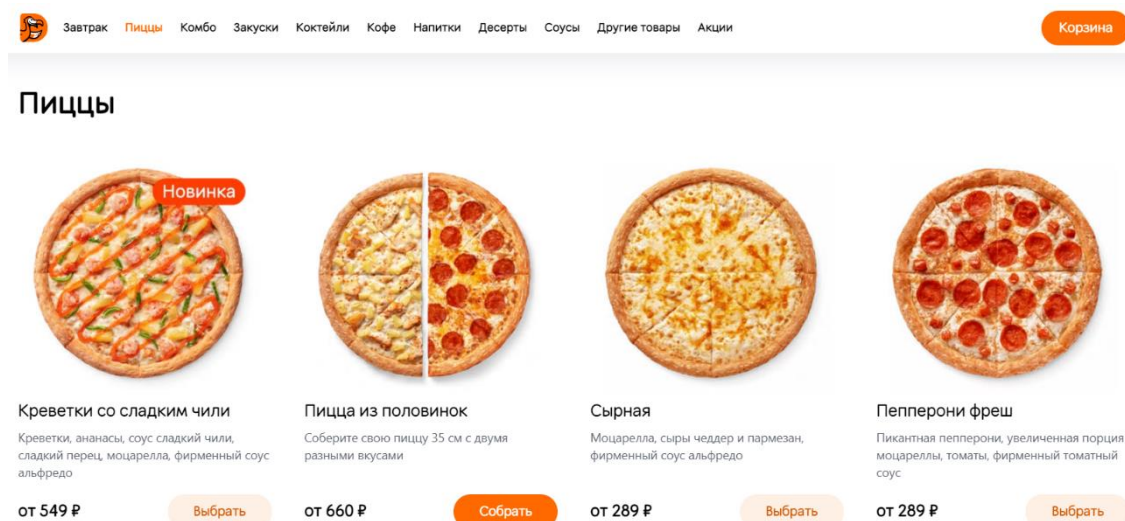 Завтрак Пиццы Комбо Закуски Коктейли Кофе Напитки Десерты Соусы Другие товары Акции Корзина
Пиццы
Новинка
Креветки со сладким чили
Креветки, ананасы, соус сладкий чили,
сладкий перец, моцарелла, фирменный соус
альфредо
от 549 ₽ Выбрать
Пицца из половинок
Соберите свою пиццу 35 см с двумя
разными вкусами
от 660 ₽ Собрать
Сырная
Моцарелла, сыры чеддер и пармезан,
фирменный соус альфредо
от 289 ₽ Выбрать
Пепперони фреш
Пикантная пепперони, увеличенная порция
моцареллы, томаты, фирменный томатный
соус
от 289 ₽ Выбрать